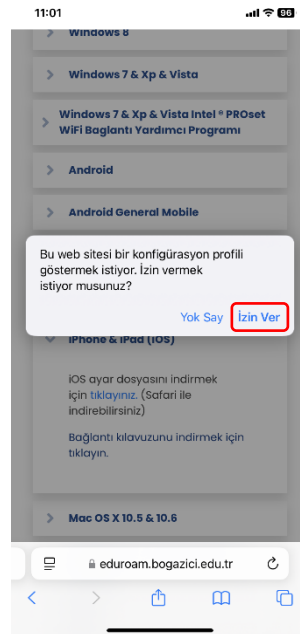 11:01
96
Windows 8
Windows 7 & Xp & Vista
Windows 7 & Xp & Vista Intel ® PROset
WiFi Baglantı Yardımcı Programı
Android
Android General Mobile
Bu web sitesi bir konfigürasyon profili
göstermek istiyor. İzin vermek
istiyor musunuz?
Yok Say
İzin Ver
iPhone & iPad (iOS)
iOS ayar dosyasını indirmek
için tıklayınız. (Safari ile
indirebilirsiniz)
Bağlantı kılavuzunu indirmek için
tıklayın.
Mac OS X 10.5 & 10.6
eduroam.bogazici.edu.tr